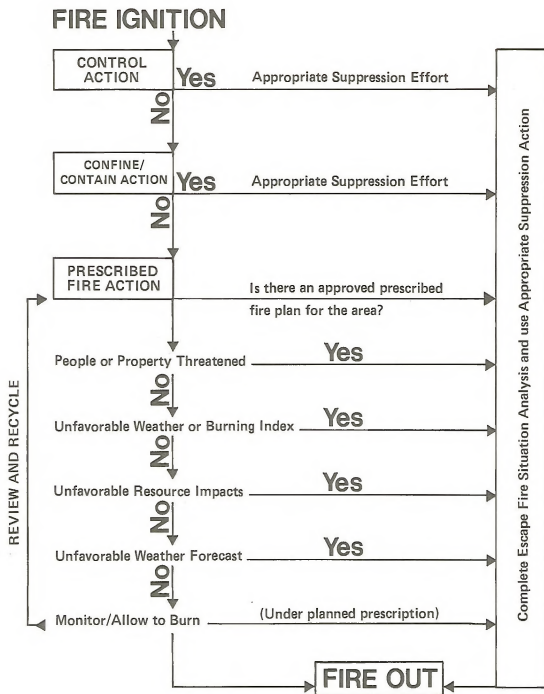 FIRE IGNITION
CONTROL
ACTION
Yes
Appropriate Suppression Effort
No
CONFINE/
CONTAIN ACTION
Yes
Appropriate Suppression Effort
No
PRESCRIBED
FIRE ACTION
Is there an approved prescribed
fire plan for the area?
People or Property Threatened
Yes
No
Unfavorable Weather or Burning Index
Yes
No
Unfavorable Resource Impacts
Yes
No
Unfavorable Weather Forecast
Yes
No
Monitor/Allow to Burn
(Under planned prescription)
REVIEW AND RECYCLE
Complete Escape Fire Situation Analysis and use Appropriate Suppression Action
FIRE OUT